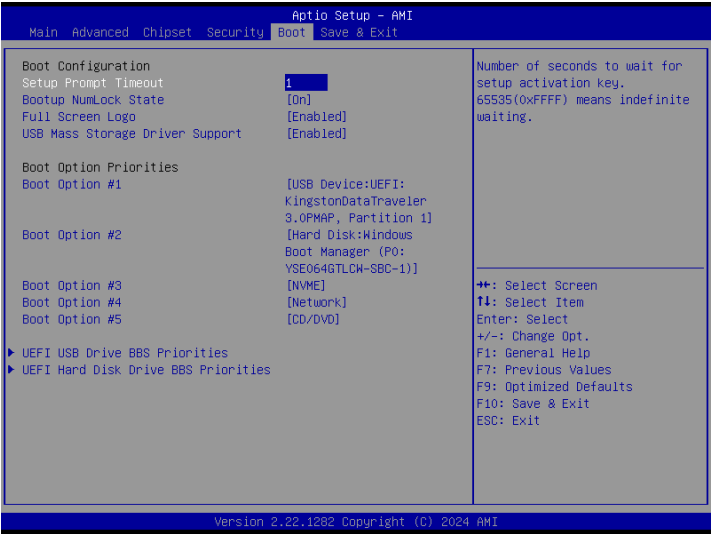 Aptio Setup - AMI
Main Advanced Chipset Security Boot Save & Exit
Boot Configuration
Setup Prompt Timeout 1
Bootup NumLock State [On]
Full Screen Logo [Enabled]
USB Mass Storage Driver Support [Enabled]
Boot Option Priorities
Boot Option #1 [USB Device:UEFI:
KingstonDataTraveler
3.0PMAP, Partition 1]
Boot Option #2 [Hard Disk:Windows
Boot Manager (P0:
YSE064GTLCW-SBC-1)]
Boot Option #3 [NVME]
Boot Option #4 [Network]
Boot Option #5 [CD/DVD]
UEFI USB Drive BBS Priorities
UEFI Hard Disk Drive BBS Priorities
Number of seconds to wait for
setup activation key.
65535(0xFFFF) means indefinite
waiting.
→←: Select Screen
↑↓: Select Item
Enter: Select
+/-: Change Opt.
F1: General Help
F7: Previous Values
F9: Optimized Defaults
F10: Save & Exit
ESC: Exit
Version 2.22.1282 Copyright (C) 2024 AMI